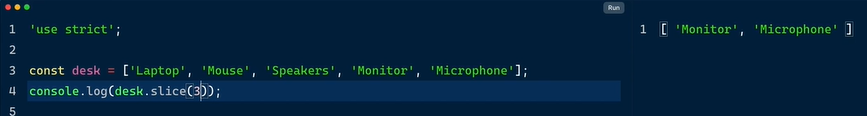 Run
1 'use strict';
2
3 const desk = ['Laptop', 'Mouse', 'Speakers', 'Monitor', 'Microphone'];
4 console.log(desk.slice(3));
5
1 [ 'Monitor', 'Microphone' ]